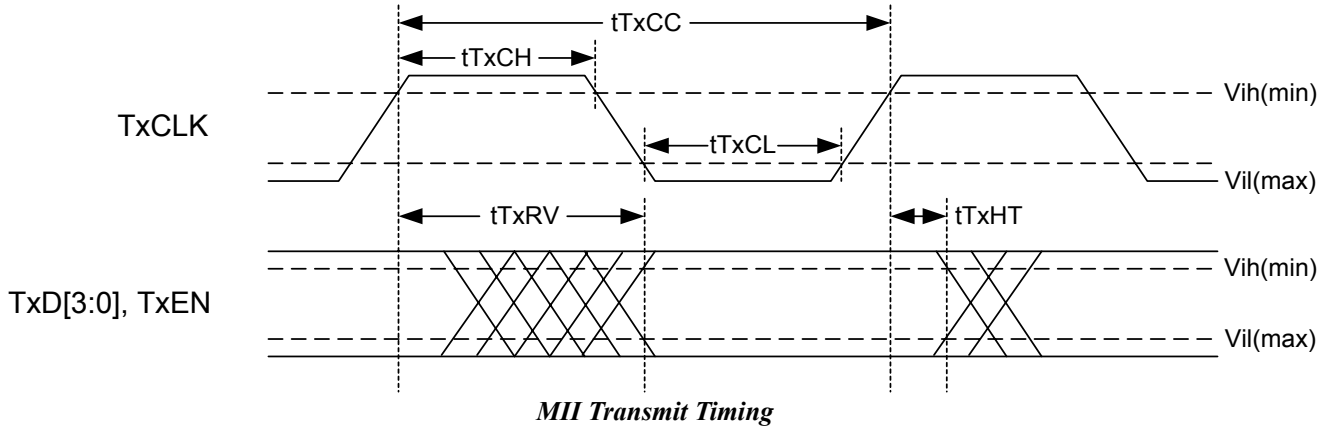 tTxCC
tTxCH
Vih(min)
TxCLK
tTxCL
Vil(max)
tTxRV
tTxHT
Vih(min)
TxD[3:0], TxEN
Vil(max)
MII Transmit Timing